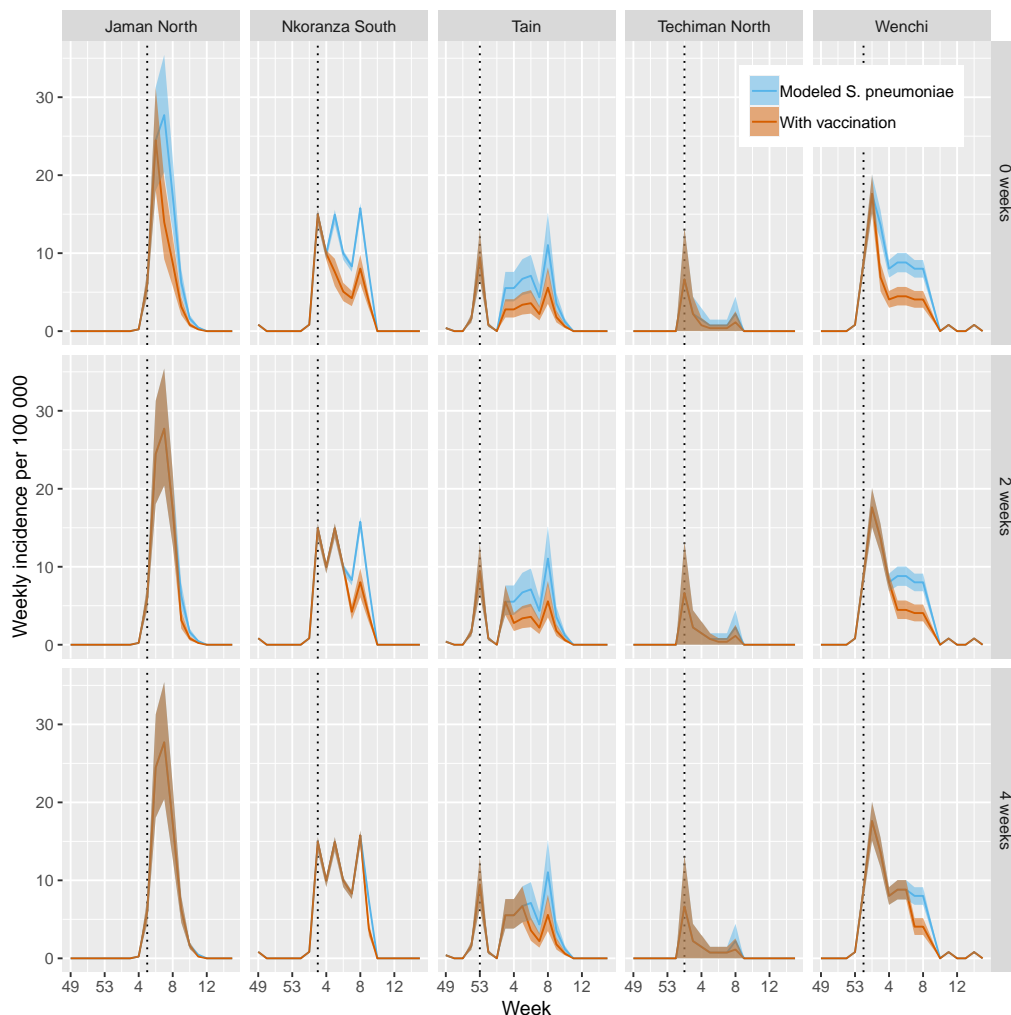 Jaman North
Nkoranza South
Tain
Techiman North
Wenchi
Modeled S. pneumoniae
With vaccination
30
20
10
0
0 weeks
30
20
10
0
2 weeks
30
20
10
0
4 weeks
Weekly incidence per 100 000
49 53 4 8 12
49 53 4 8 12
49 53 4 8 12
49 53 4 8 12
49 53 4 8 12
Week